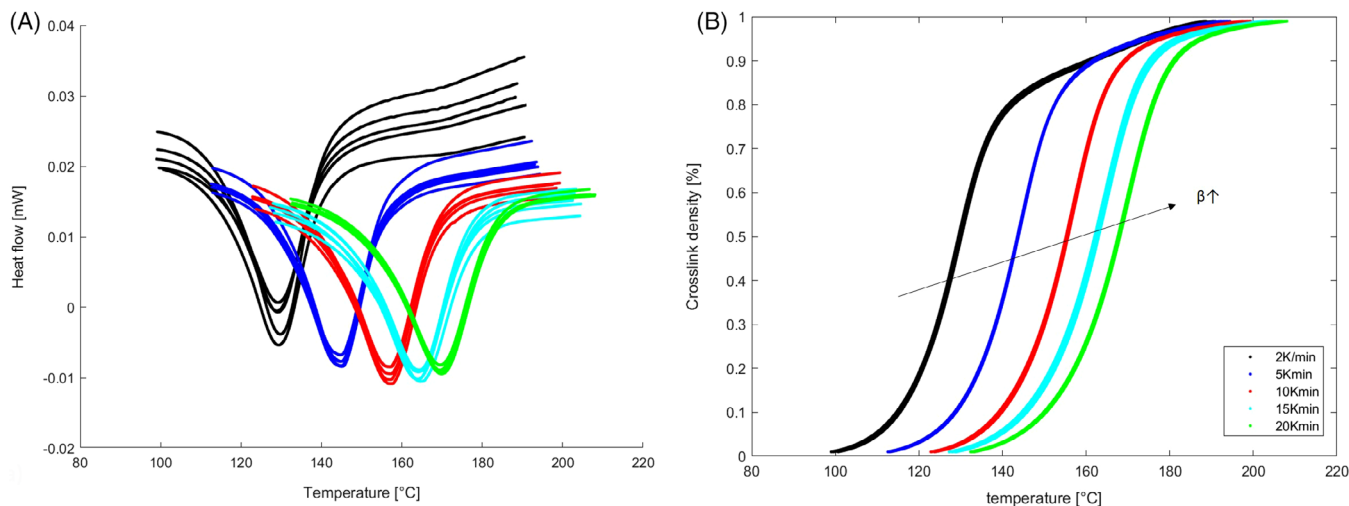 (A)
0.04
0.03
0.02
0.01
0
-0.01
-0.02
Heat flow [mW]
80 100 120 140 160 180 200 220
Temperature [°C]
(B)
1
0.9
0.8
0.7
0.6
0.5
0.4
0.3
0.2
0.1
0
Crosslink density [%]
β↑
2K/min
5Kmin
10Kmin
15Kmin
20Kmin
80 100 120 140 160 180 200 220
temperature [°C]